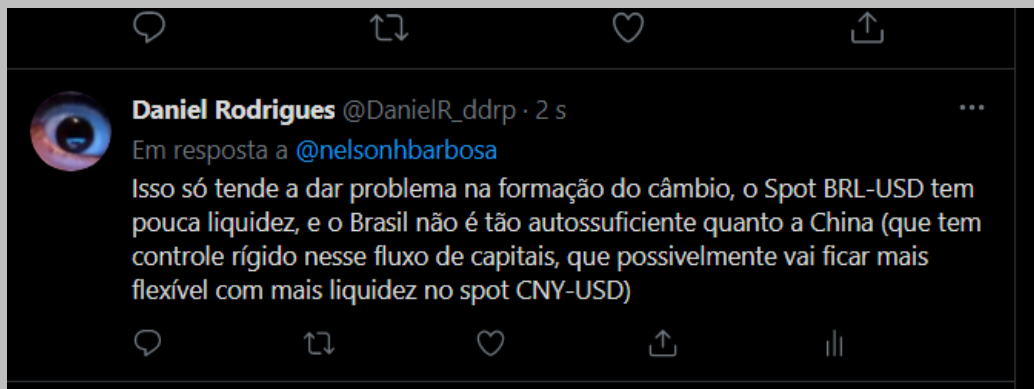 Daniel Rodrigues @DanielR_ddrp · 2 s
Em resposta a @nelsonhbarbosa
Isso só tende a dar problema na formação do câmbio, o Spot BRL-USD tem
pouca liquidez, e o Brasil não é tão autossuficiente quanto a China (que tem
controle rígido nesse fluxo de capitais, que possivelmente vai ficar mais
flexível com mais liquidez no spot CNY-USD)